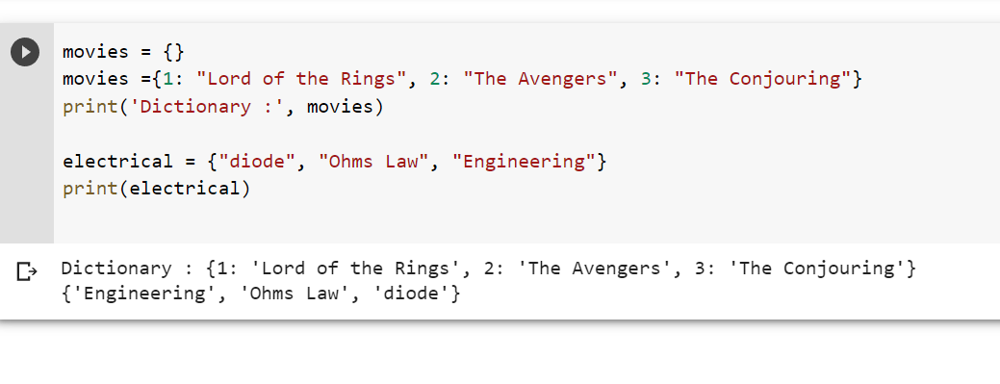 movies = {}
movies ={1: "Lord of the Rings", 2: "The Avengers", 3: "The Conjouring"}
print('Dictionary :', movies)
electrical = {"diode", "Ohms Law", "Engineering"}
print(electrical)
Dictionary : {1: 'Lord of the Rings', 2: 'The Avengers', 3: 'The Conjouring'}
{'Engineering', 'Ohms Law', 'diode'}